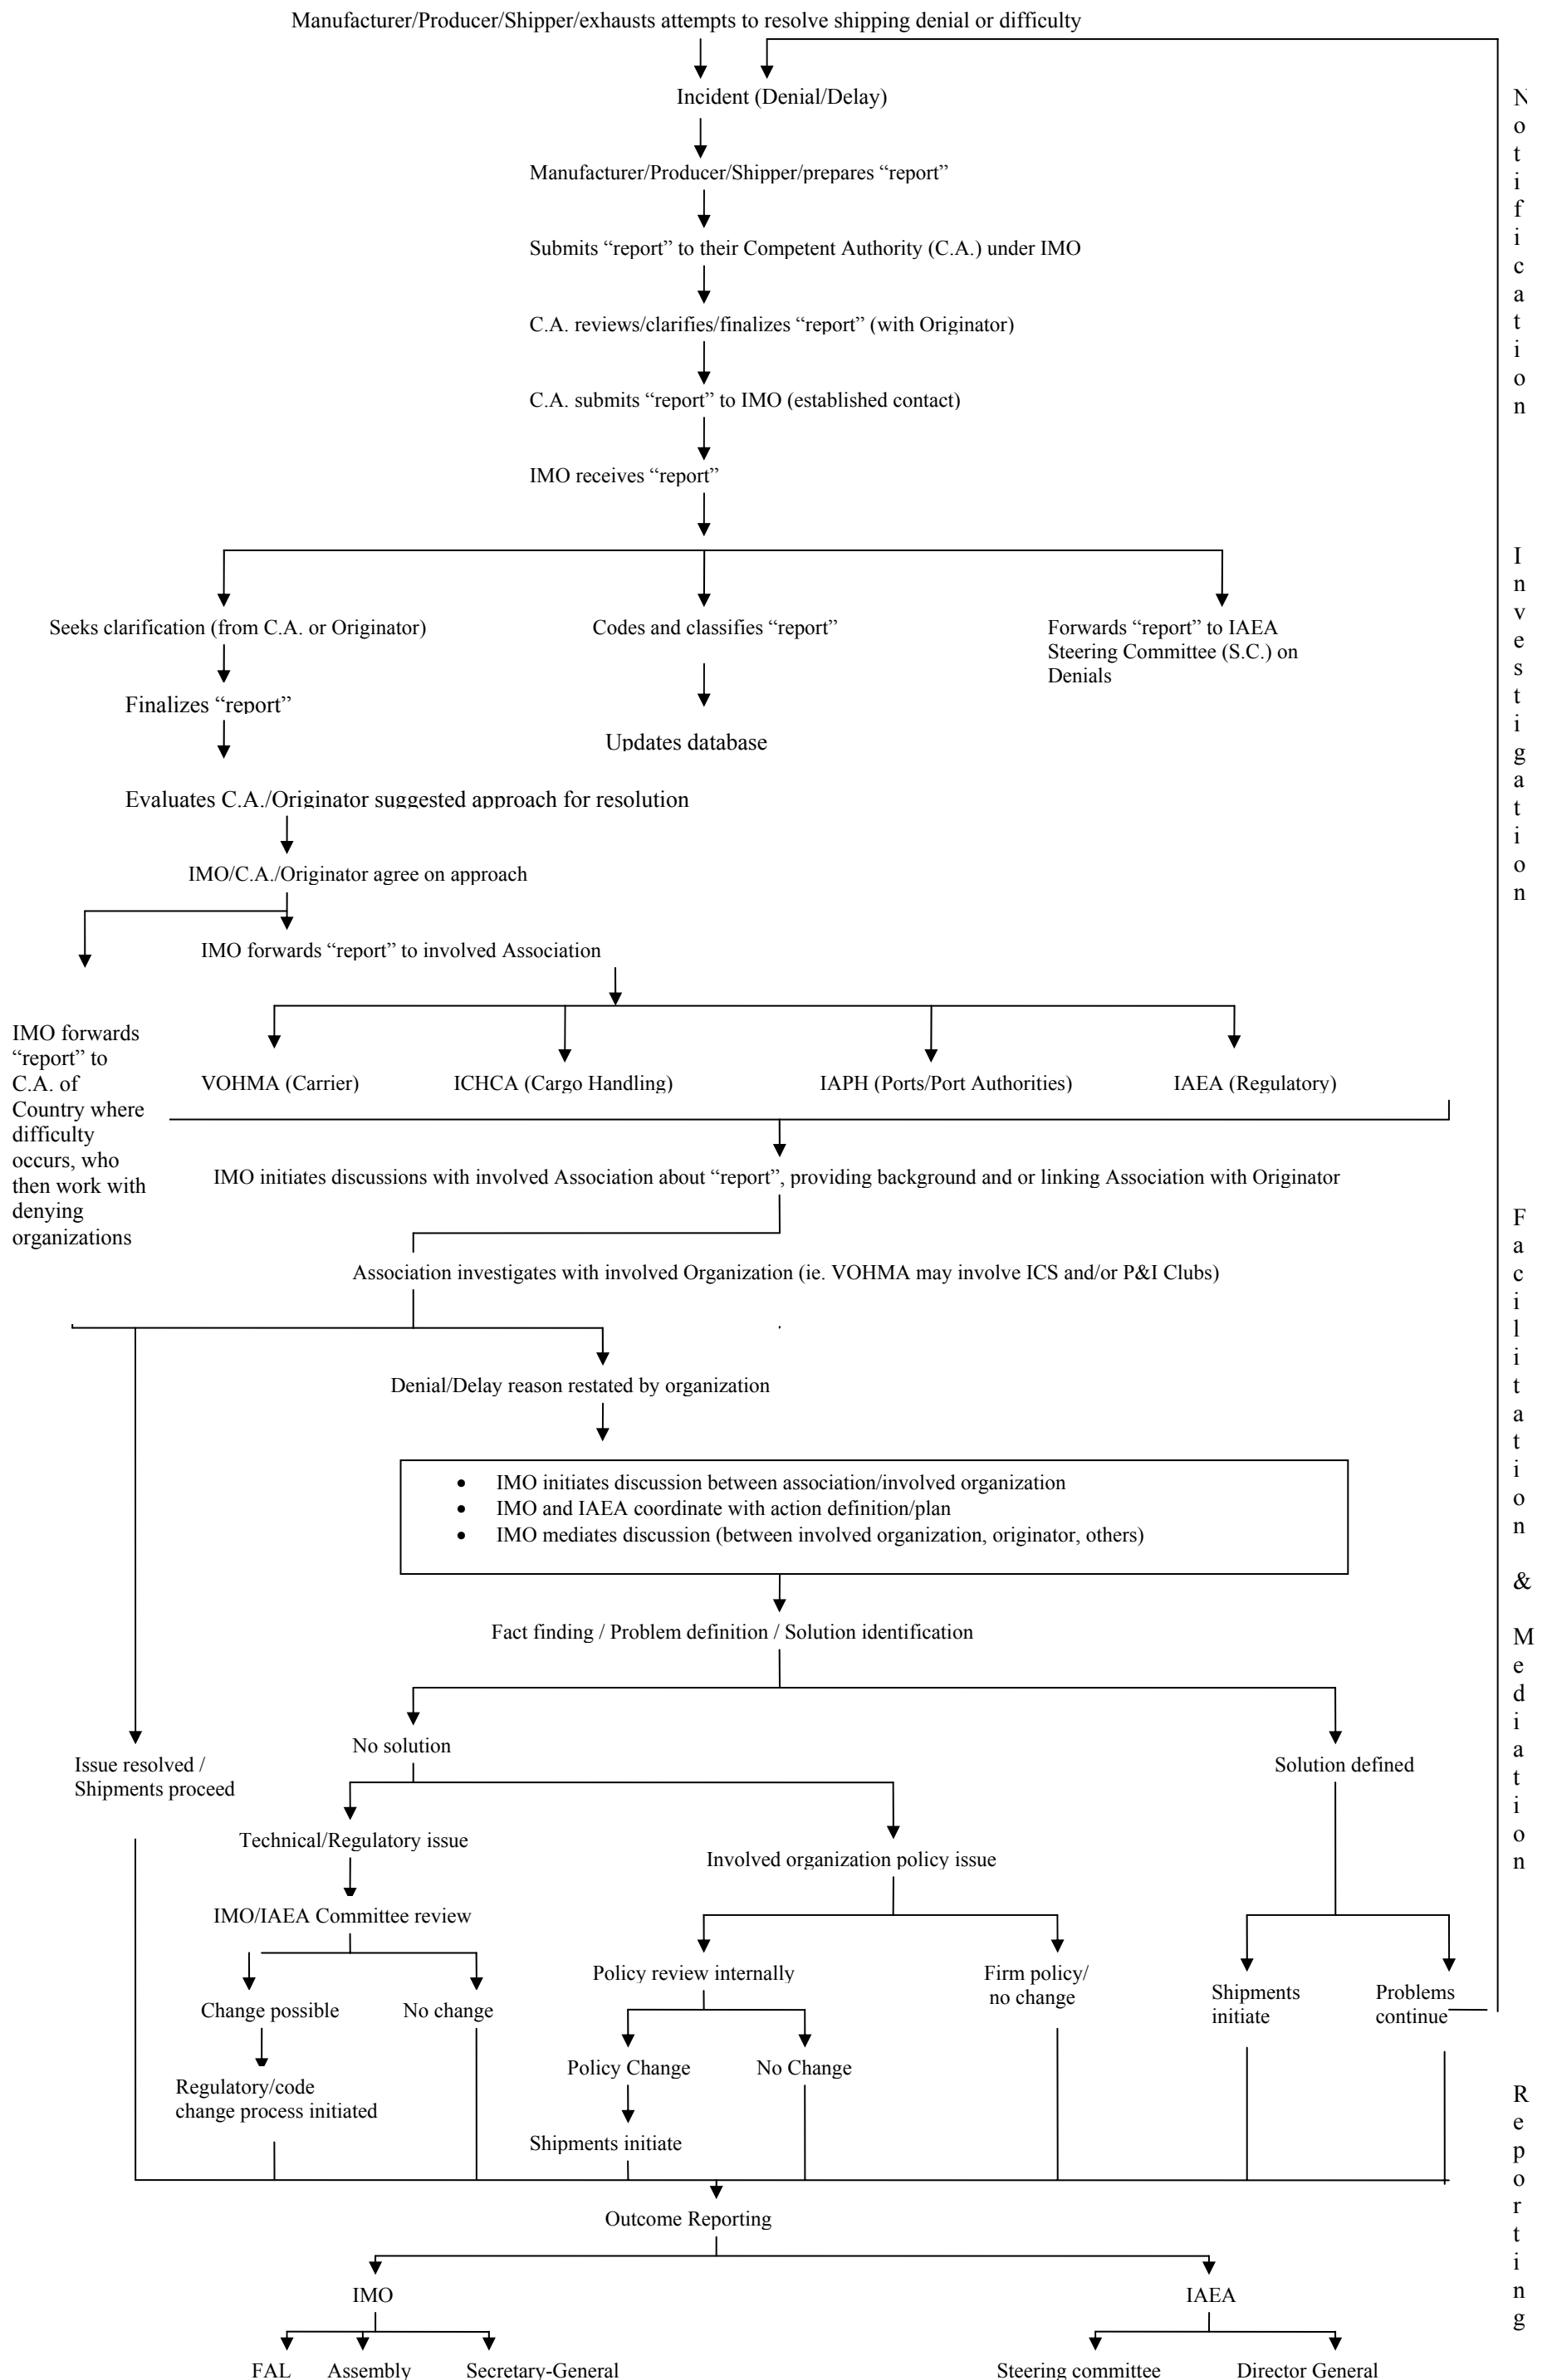 Manufacturer/Producer/Shipper/exhausts attempts to resolve shipping denial or difficulty
Incident (Denial/Delay)
Manufacturer/Producer/Shipper/prepares “report”
Submits “report” to their Competent Authority (C.A.) under IMO
C.A. reviews/clarifies/finalizes “report” (with Originator)
C.A. submits “report” to IMO (established contact)
IMO receives “report”
Notification
Seeks clarification (from C.A. or Originator)
Codes and classifies “report”
Forwards “report” to IAEA
Steering Committee (S.C.) on
Denials
Finalizes “report”
Updates database
Evaluates C.A./Originator suggested approach for resolution
IMO/C.A./Originator agree on approach
Investigation
IMO forwards “report” to involved Association
IMO forwards
“report” to
C.A. of
Country where
difficulty
occurs, who
then work with
denying
organizations
VOHMA (Carrier)
ICHCA (Cargo Handling)
IAPH (Ports/Port Authorities)
IAEA (Regulatory)
IMO initiates discussions with involved Association about “report”, providing background and or linking Association with Originator
Association investigates with involved Organization (ie. VOHMA may involve ICS and/or P&I Clubs)
Denial/Delay reason restated by organization
• IMO initiates discussion between association/involved organization
• IMO and IAEA coordinate with action definition/plan
• IMO mediates discussion (between involved organization, originator, others)
Fact finding / Problem definition / Solution identification
Facilitation & Mediation
No solution
Issue resolved /
Shipments proceed
Solution defined
Technical/Regulatory issue
Involved organization policy issue
IMO/IAEA Committee review
Policy review internally
Firm policy/
no change
Shipments
initiate
Problems
continue
Change possible
No change
Policy Change
No Change
Regulatory/code
change process initiated
Shipments initiate
Outcome Reporting
Reporting
IMO
IAEA
FAL
Assembly
Secretary-General
Steering committee
Director General